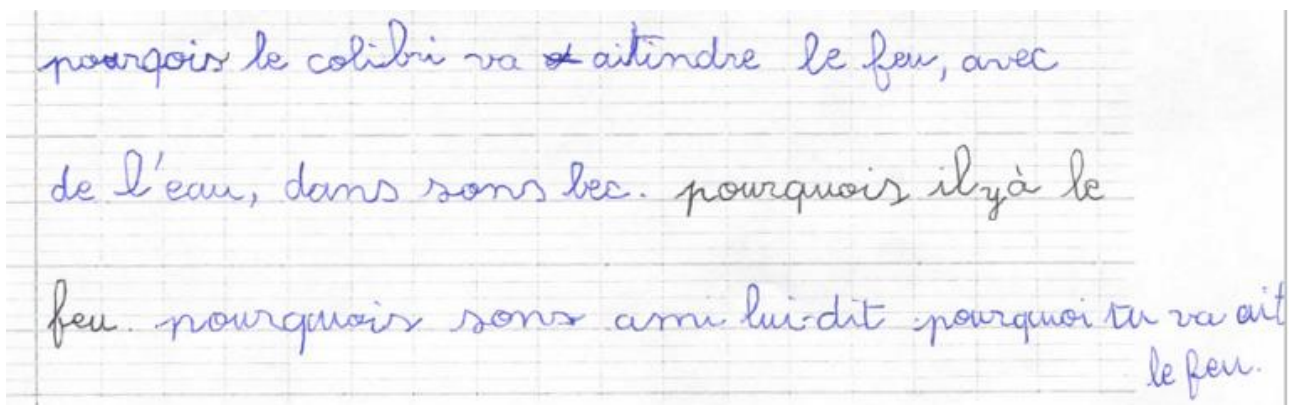 pourqois le colibri va aitindre le feu, avec
de l'eau, dans sons bec. pourquois il y à le
feu. pourquois sons ami lui dit pourquoi tu va ait
le feu.